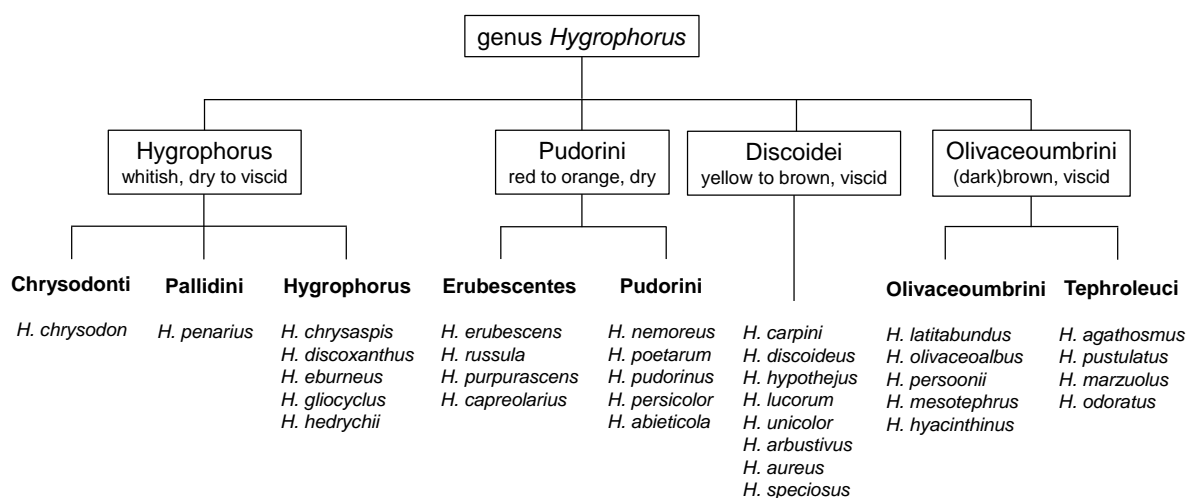 genus Hygrophorus
Hygrophorus
whitish, dry to viscid
Pudorini
red to orange, dry
Discoidei
yellow to brown, viscid
Olivaceoumbrini
(dark)brown, viscid
Chrysodonti
H. chrysodon
Pallidini
H. penarius
Hygrophorus
H. chrysaspis
H. discoxanthus
H. eburneus
H. gliocyclus
H. hedrychii
Erubescentes
H. erubescens
H. russula
H. purpurascens
H. capreolarius
Pudorini
H. nemoreus
H. poetarum
H. pudorinus
H. persicolor
H. abieticola
H. carpini
H. discoideus
H. hypothejus
H. lucorum
H. unicolor
H. arbustivus
H. aureus
H. speciosus
Olivaceoumbrini
H. latitabundus
H. olivaceoalbus
H. persoonii
H. mesotephrus
H. hyacinthinus
Tephroleuci
H. agathosmus
H. pustulatus
H. marzuolus
H. odoratus